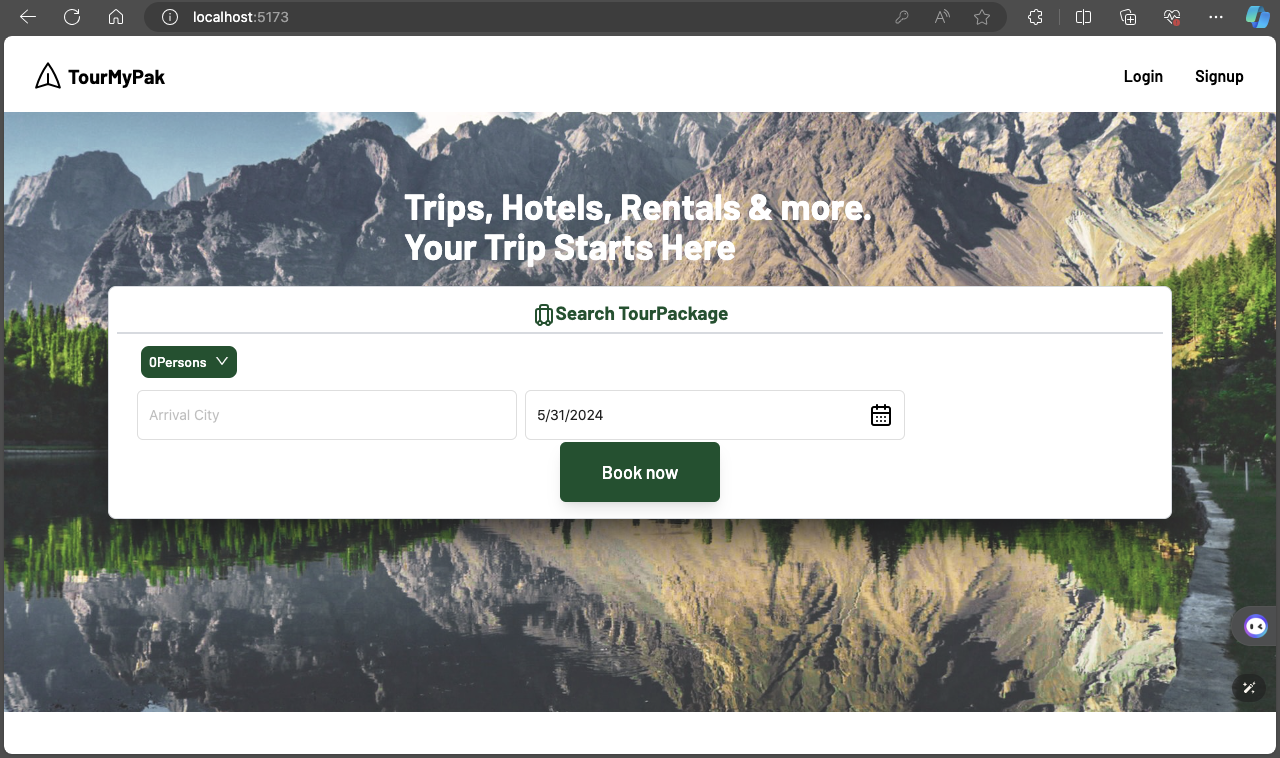 localhost:5173
TourMyPak
Login
Signup
Trips, Hotels, Rentals & more.
Your Trip Starts Here
Search TourPackage
0Persons
Arrival City
5/31/2024
Book now